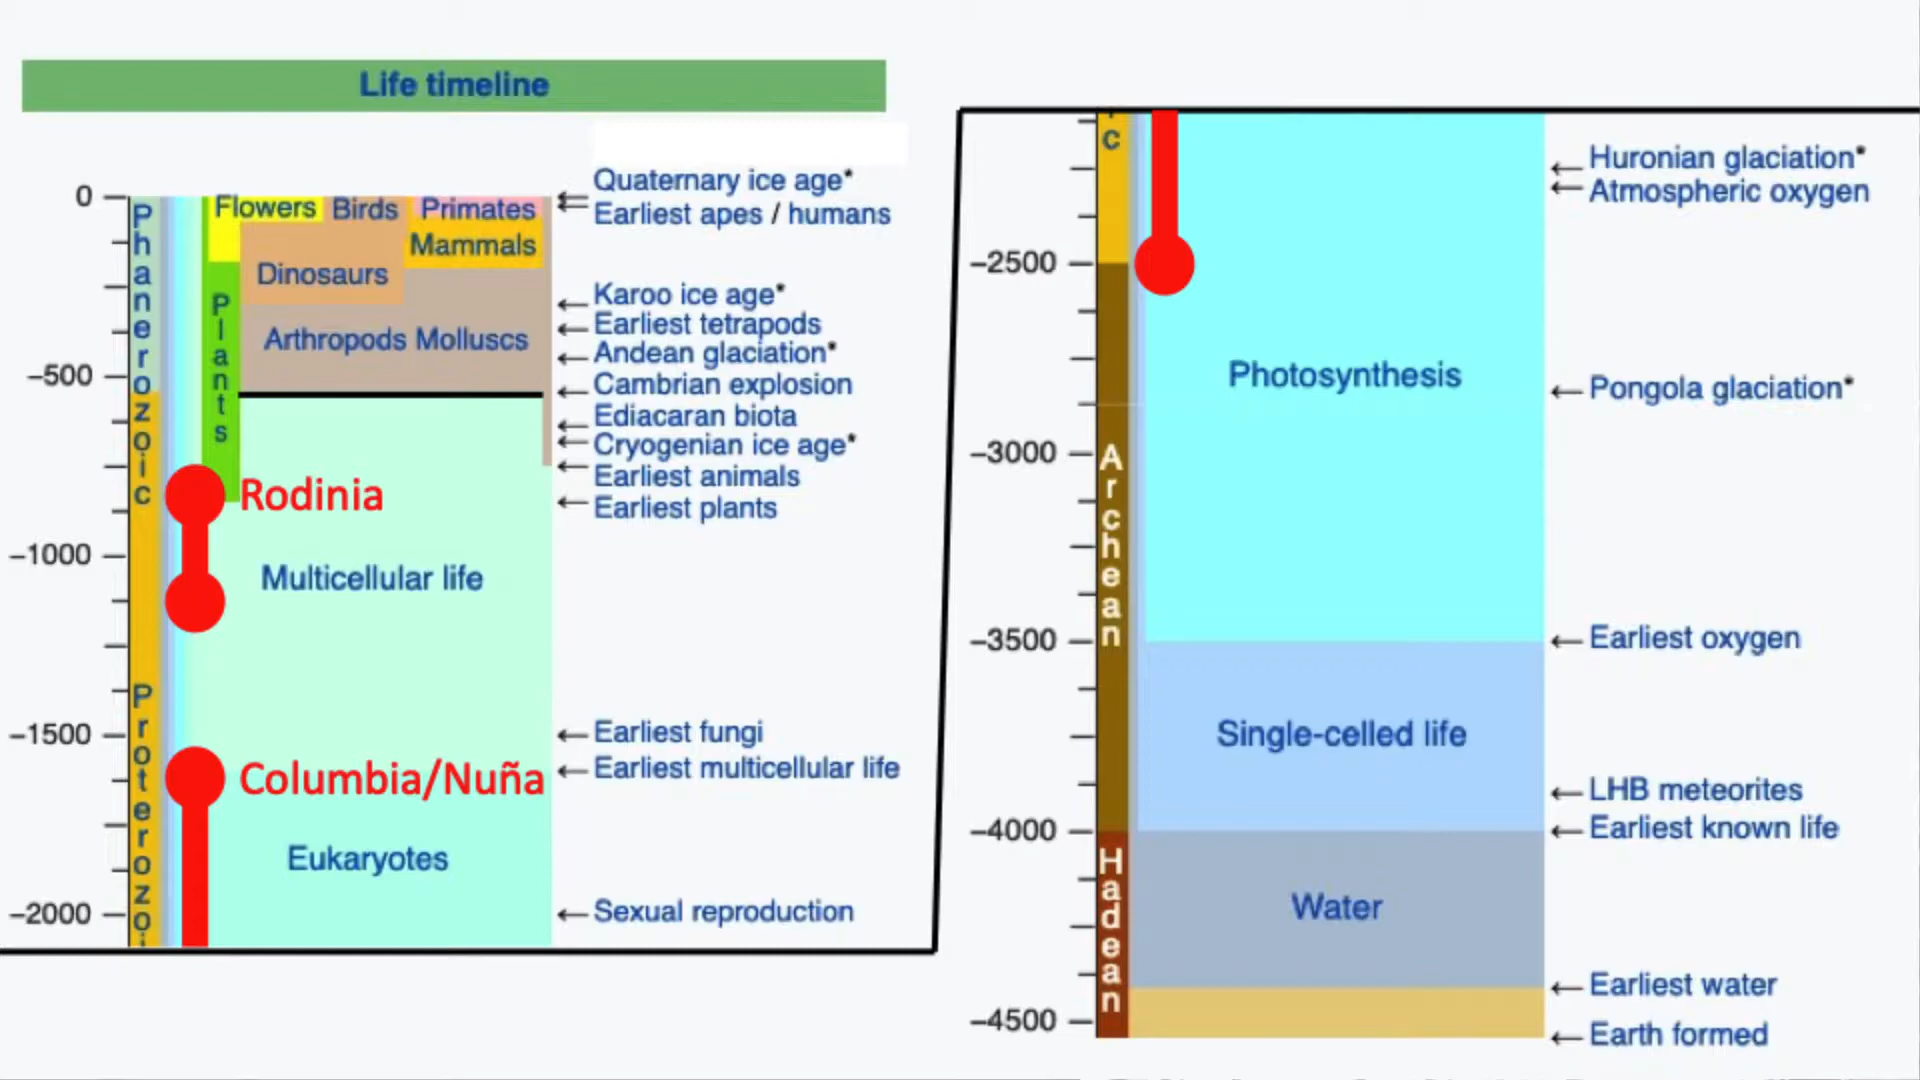 Life timeline
0
−500
−1000
−1500
−2000
Phanerozoic
Proterozoi
Flowers
Birds
Primates
Mammals
Dinosaurs
Plants
Arthropods Molluscs
Rodinia
Multicellular life
Columbia/Nuña
Eukaryotes
←Quaternary ice age*
←Earliest apes / humans
←Karoo ice age*
←Earliest tetrapods
←Andean glaciation*
←Cambrian explosion
←Ediacaran biota
←Cryogenian ice age*
←Earliest animals
←Earliest plants
←Earliest fungi
←Earliest multicellular life
←Sexual reproduction
c
−2500
−3000
−3500
−4000
−4500
Archean
Hadean
Photosynthesis
Single-celled life
Water
←Huronian glaciation*
←Atmospheric oxygen
←Pongola glaciation*
←Earliest oxygen
←LHB meteorites
←Earliest known life
←Earliest water
←Earth formed